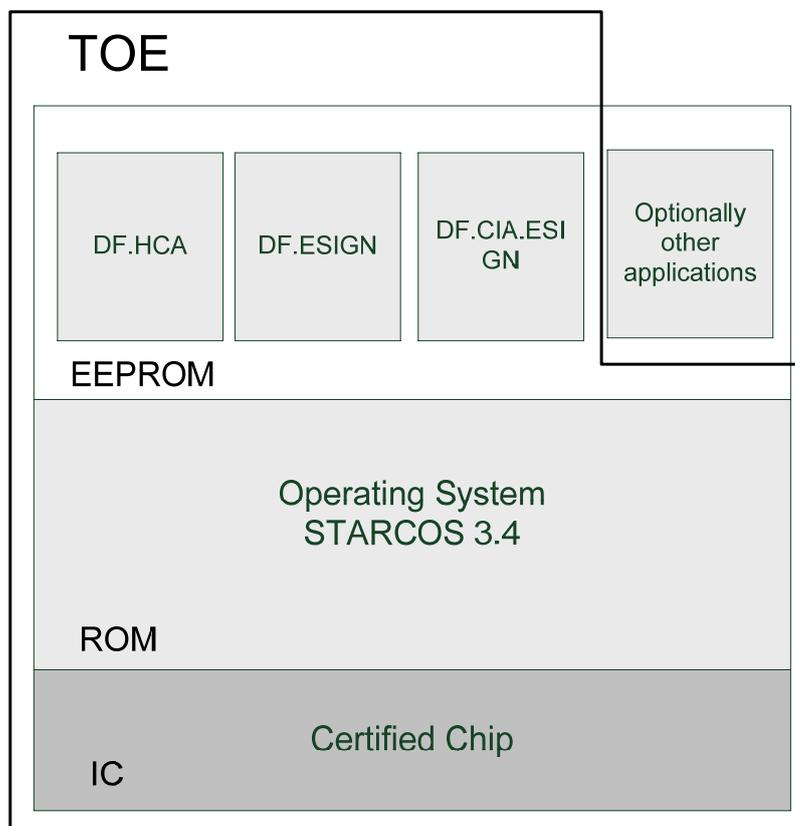 TOE
DF.HCA
DF.ESIGN
DF.CIA.ESI
GN
Optionally
other
applications
EEPROM
Operating System
STARCOS 3.4
ROM
Certified Chip
IC